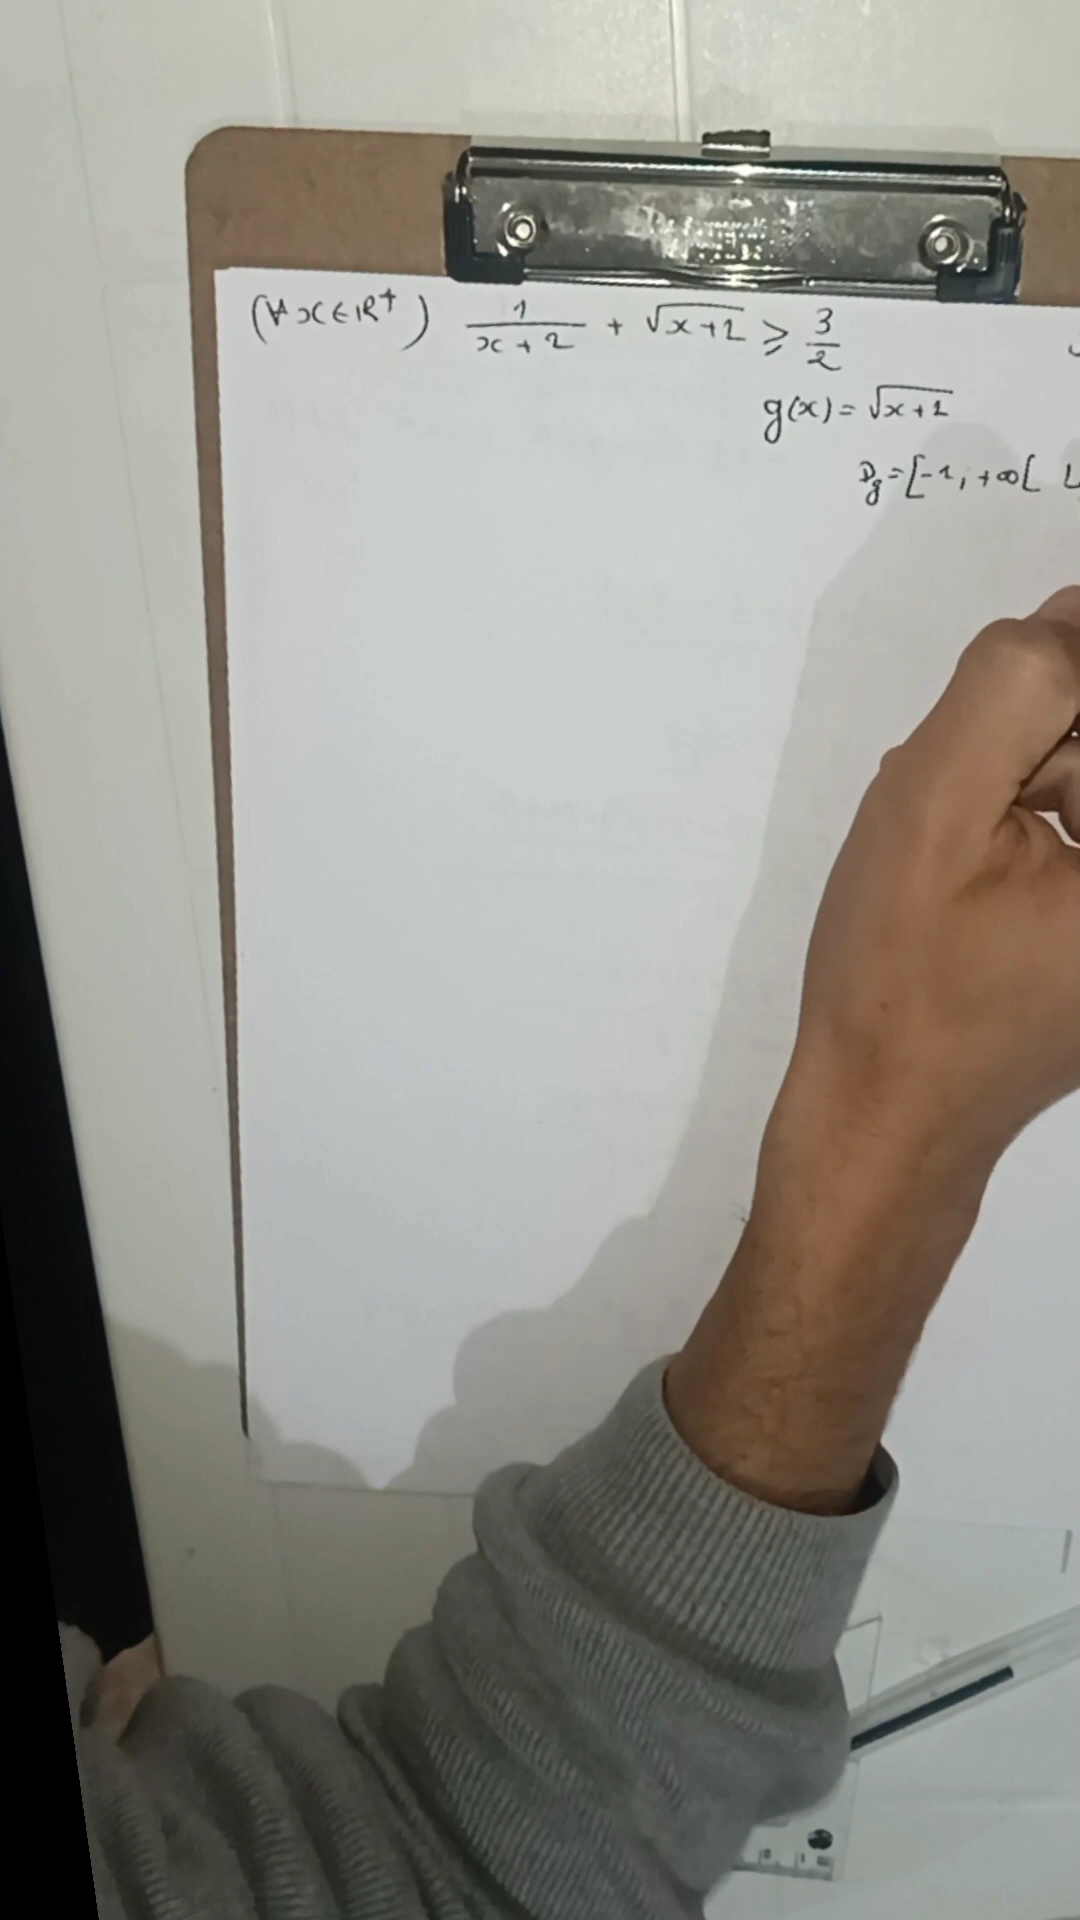 (∀x∈ℝ⁺) 1/(x+2) + √(x+1) ≥ 3/2
g(x) = √(x+1)
D_g = [-1, +∞[